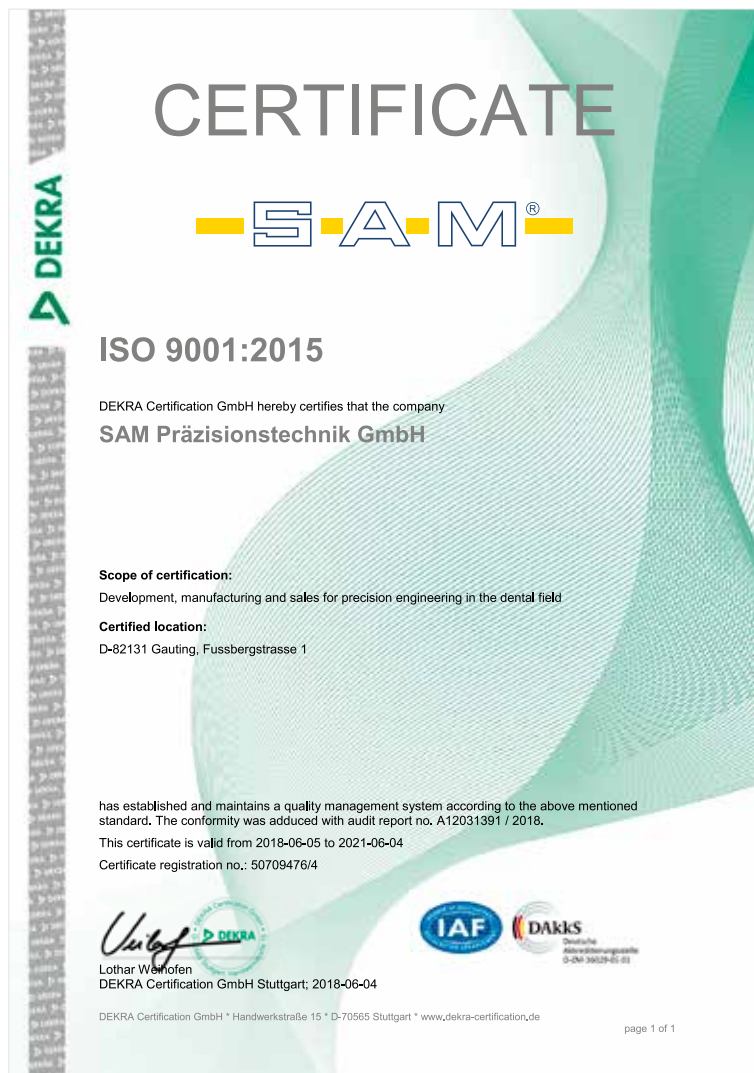 CERTIFICATE
DEKRA
S-A-M®
ISO 9001:2015
DEKRA Certification GmbH hereby certifies that the company
SAM Präzisionstechnik GmbH
Scope of certification:
Development, manufacturing and sales for precision engineering in the dental field
Certified location:
D-82131 Gauting, Fussbergstrasse 1
has established and maintains a quality management system according to the above mentioned
standard. The conformity was adduced with audit report no. A12031391 / 2018.
This certificate is valid from 2018-06-05 to 2021-06-04
Certificate registration no.: 50709476/4
DEKRA
IAF
DAkkS
Deutsche
Akkreditierungsstelle
Lothar Weihofen
DEKRA Certification GmbH Stuttgart; 2018-06-04
DEKRA Certification GmbH * Handwerkstraße 15 * D-70565 Stuttgart * www.dekra-certification.de
page 1 of 1